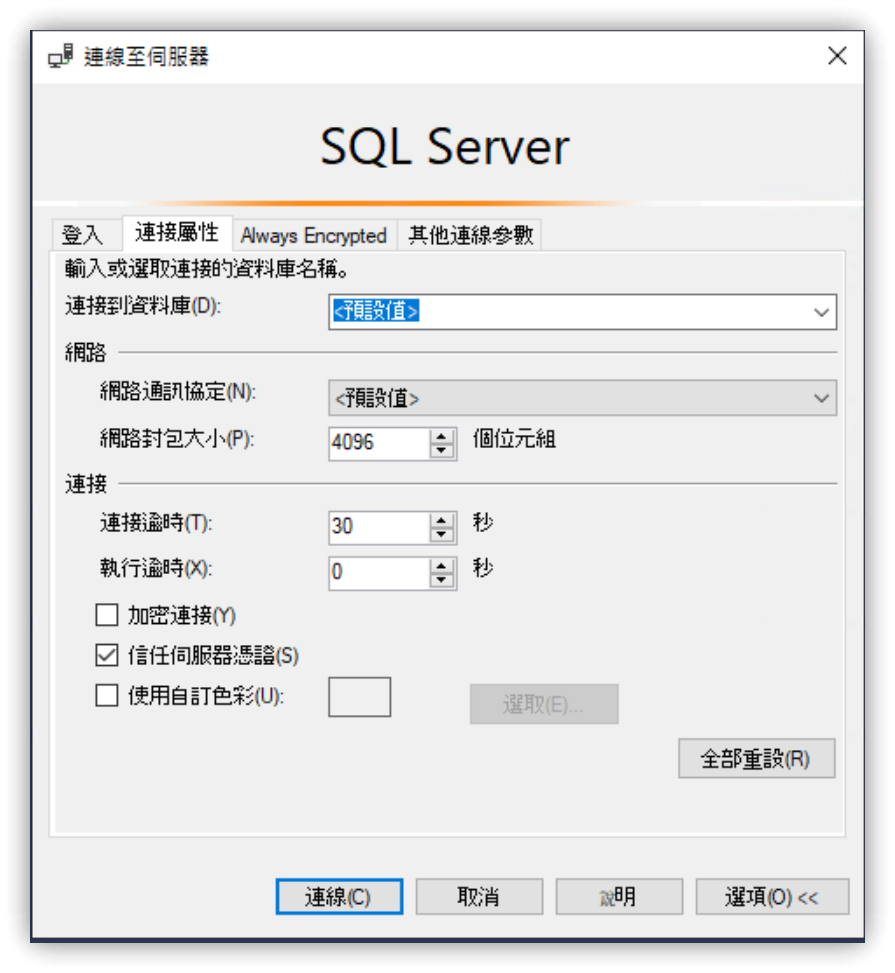 連線至伺服器
SQL Server
登入 連接屬性 Always Encrypted 其他連線參數
輸入或選取連接的資料庫名稱。
連接到資料庫(D): <預設值>
網路
網路通訊協定(N): <預設值>
網路封包大小(P): 4096 個位元組
連接
連接逾時(T): 30 秒
執行逾時(X): 0 秒
加密連接(Y)
信任伺服器憑證(S)
使用自訂色彩(U): 選取(E)...
全部重設(R)
連線(C) 取消 說明 選項(O) <<